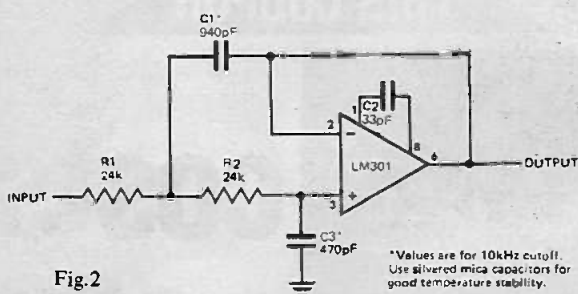 C1*
940pF
C2
33pF
1
8
2
LM301
6
OUTPUT
R1
24k
R2
24k
INPUT
3
C3*
470pF
*Values are for 10kHz cutoff.
Use silvered mica capacitors for
good temperature stability.
Fig.2